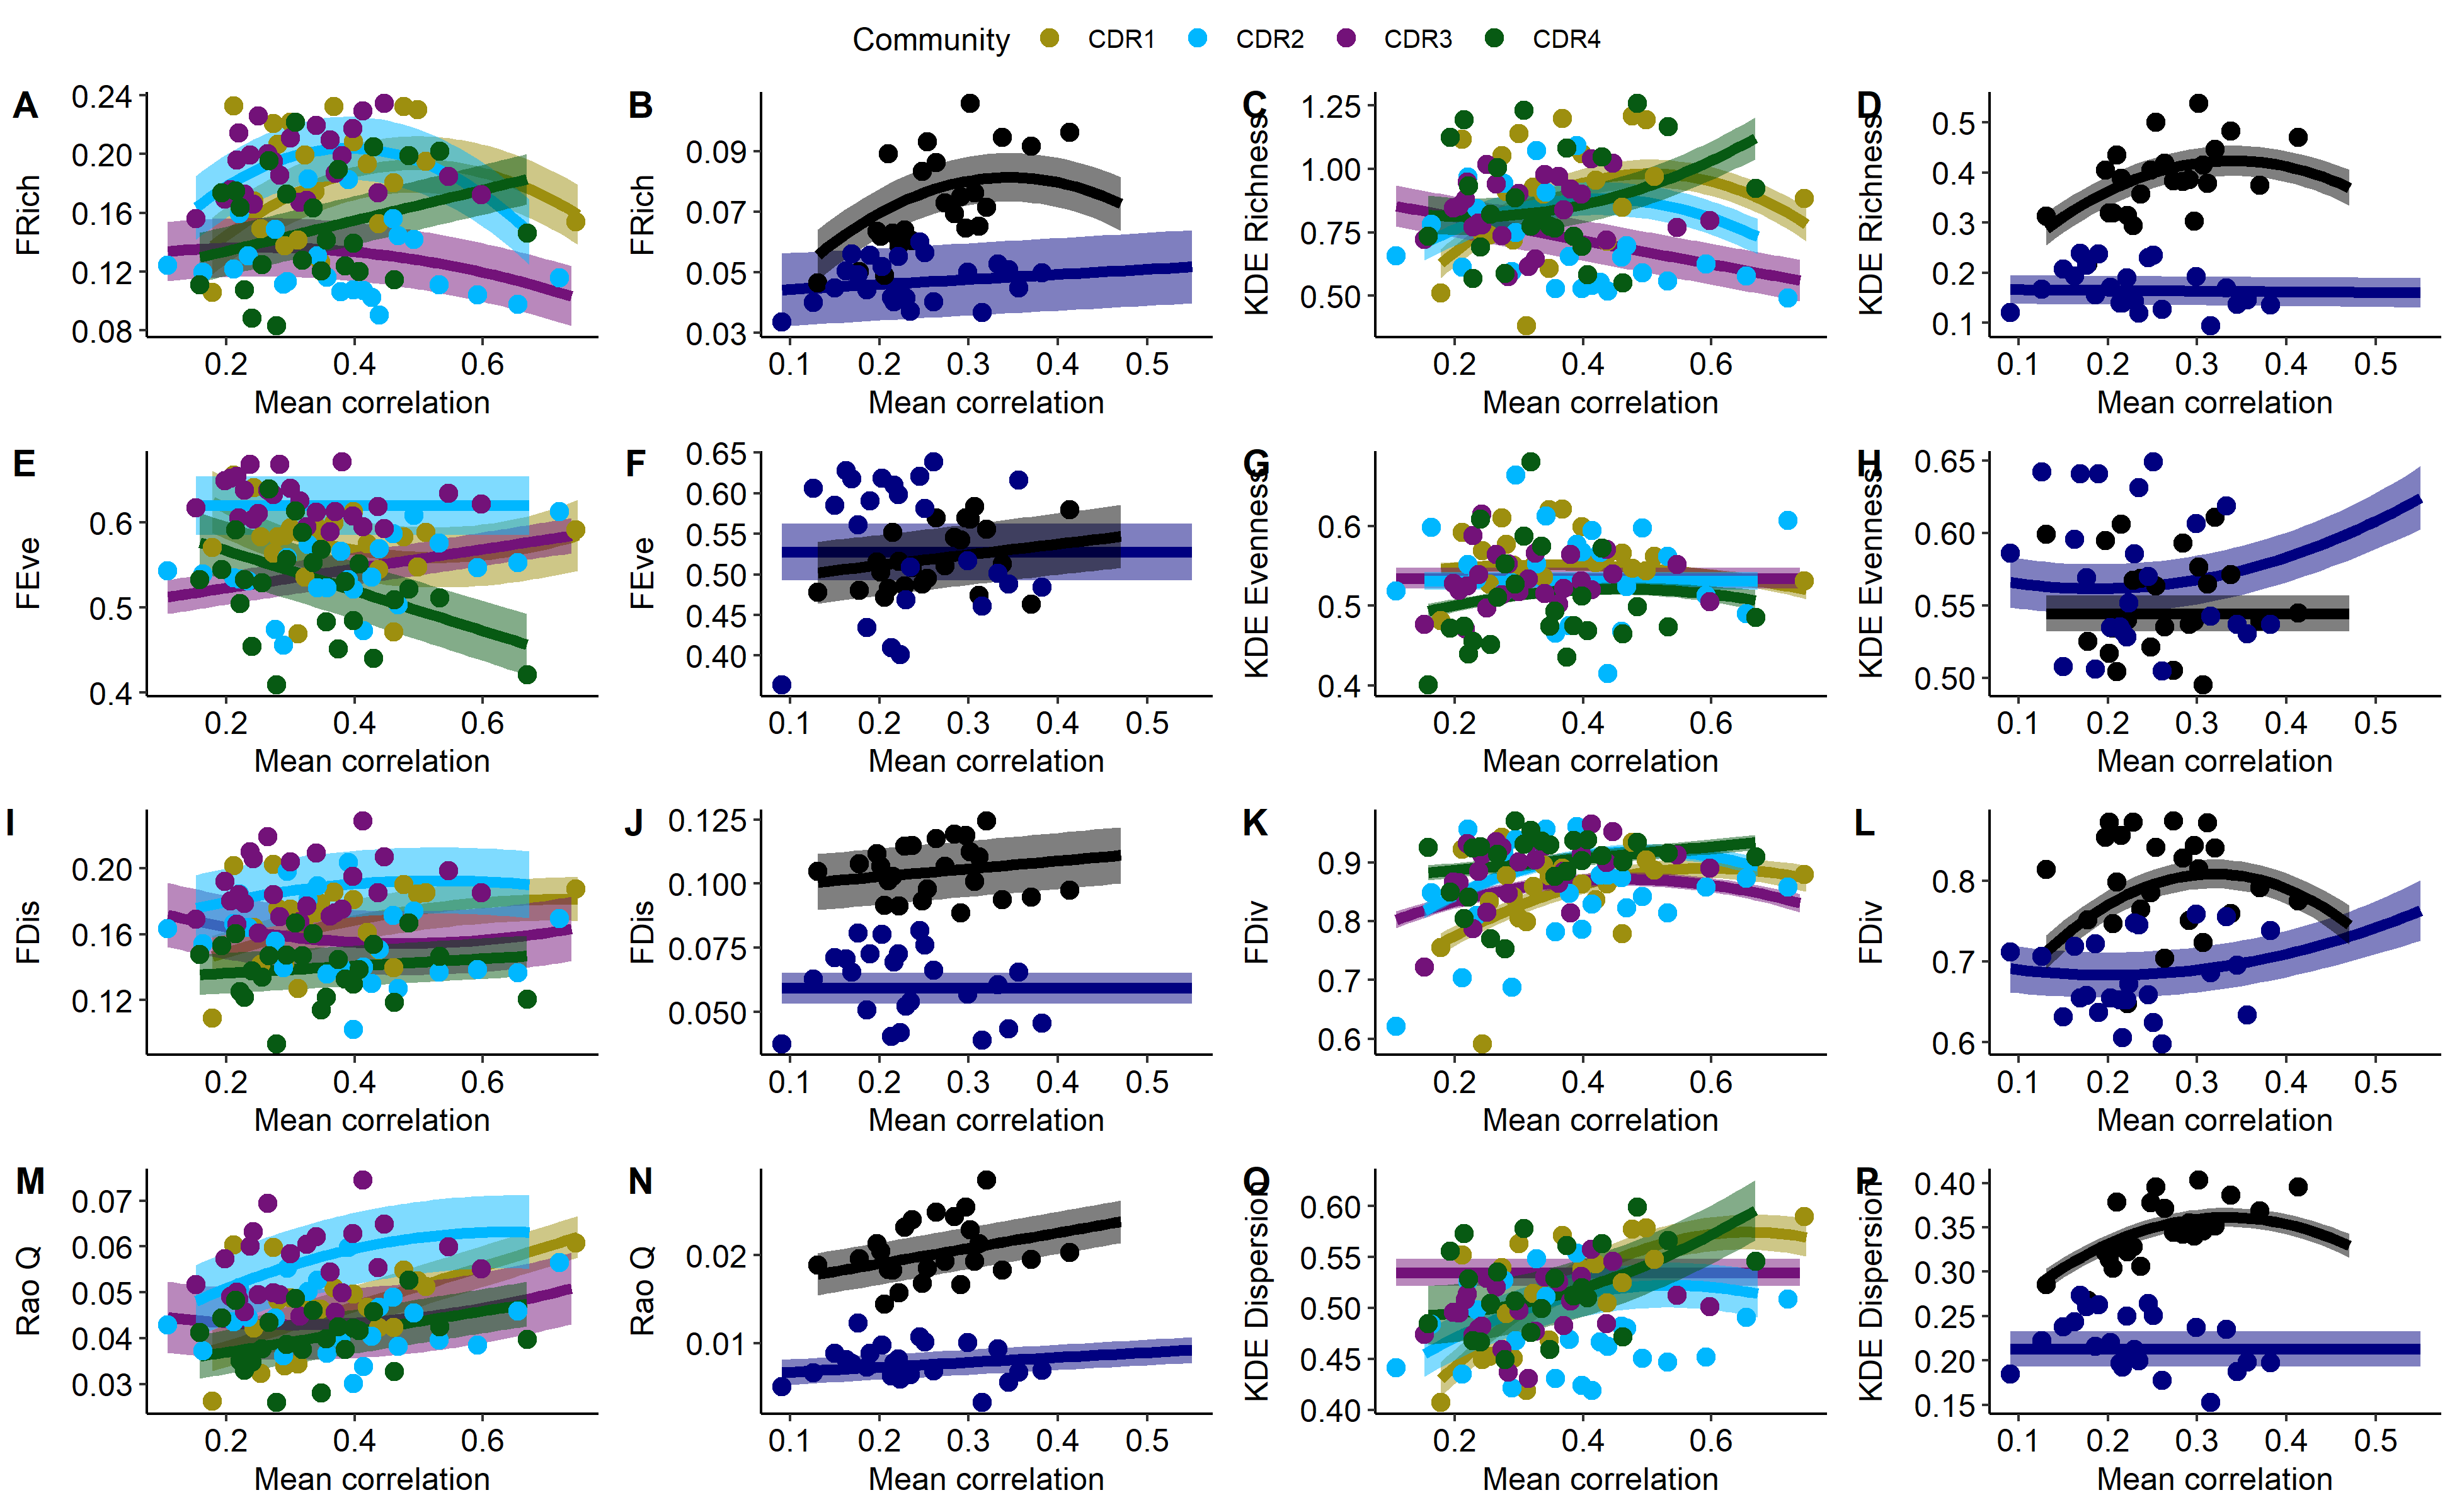 Community CDR1 CDR2 CDR3 CDR4
A B C D
FRich 0.24 0.20 0.16 0.12 0.08
FRich 0.09 0.07 0.05 0.03
KDE Richness 1.25 1.00 0.75 0.50
KDE Richness 0.5 0.4 0.3 0.2 0.1
0.2 0.4 0.6 0.1 0.2 0.3 0.4 0.5 0.2 0.4 0.6 0.1 0.2 0.3 0.4 0.5
Mean correlation Mean correlation Mean correlation Mean correlation
E F G H
FEve 0.6 0.5 0.4
FEve 0.65 0.60 0.55 0.50 0.45 0.40
KDE Evenness 0.6 0.5 0.4
KDE Evenness 0.65 0.60 0.55 0.50
0.2 0.4 0.6 0.1 0.2 0.3 0.4 0.5 0.2 0.4 0.6 0.1 0.2 0.3 0.4 0.5
Mean correlation Mean correlation Mean correlation Mean correlation
I J K L
FDis 0.20 0.16 0.12
FDis 0.125 0.100 0.075 0.050
FDiv 0.9 0.8 0.7 0.6
FDiv 0.8 0.7 0.6
0.2 0.4 0.6 0.1 0.2 0.3 0.4 0.5 0.2 0.4 0.6 0.1 0.2 0.3 0.4 0.5
Mean correlation Mean correlation Mean correlation Mean correlation
M N O P
Rao Q 0.07 0.06 0.05 0.04 0.03
Rao Q 0.02 0.01
KDE Dispersion 0.60 0.55 0.50 0.45 0.40
KDE Dispersion 0.40 0.35 0.30 0.25 0.20 0.15
0.2 0.4 0.6 0.1 0.2 0.3 0.4 0.5 0.2 0.4 0.6 0.1 0.2 0.3 0.4 0.5
Mean correlation Mean correlation Mean correlation Mean correlation